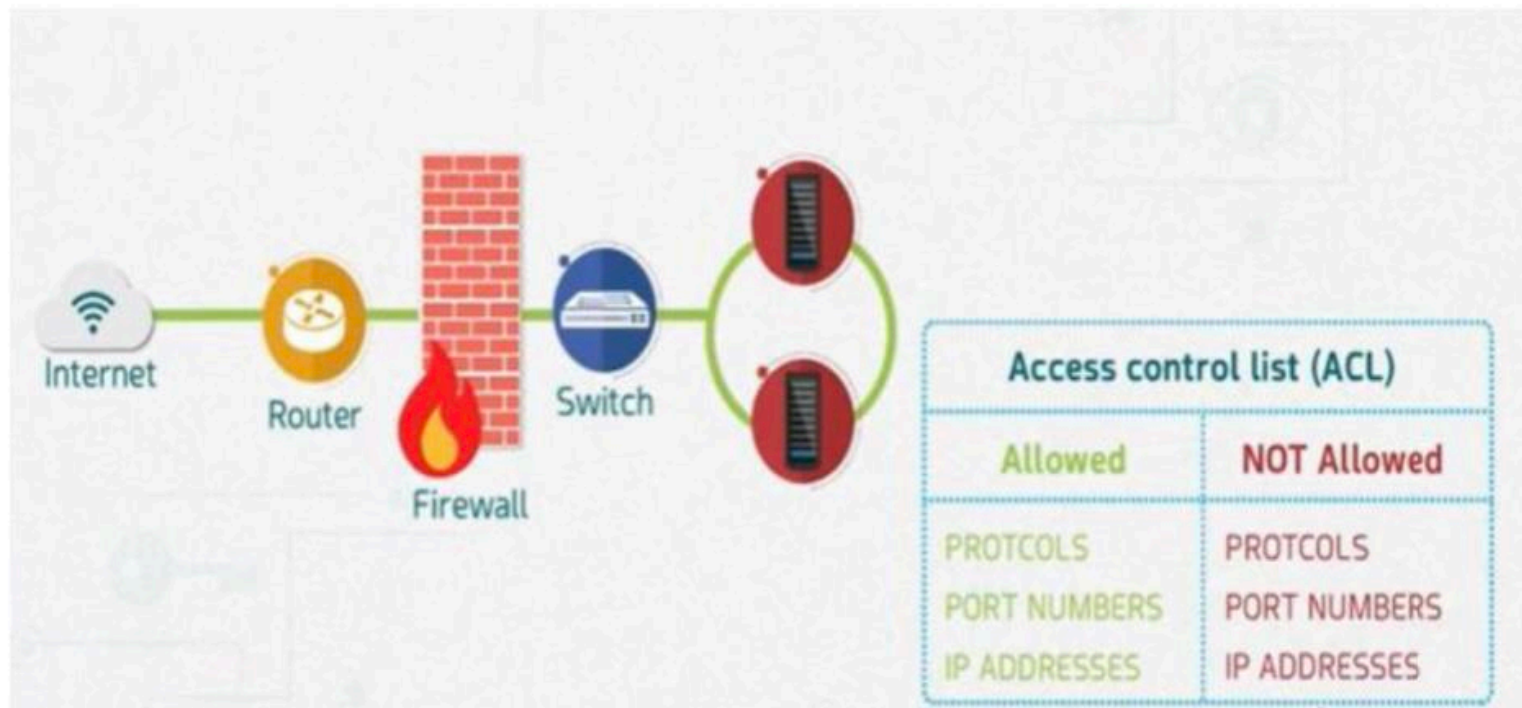 Internet
Router
Firewall
Switch
Access control list (ACL)
Allowed
NOT Allowed
PROTCOLS
PROTCOLS
PORT NUMBERS
PORT NUMBERS
IP ADDRESSES
IP ADDRESSES